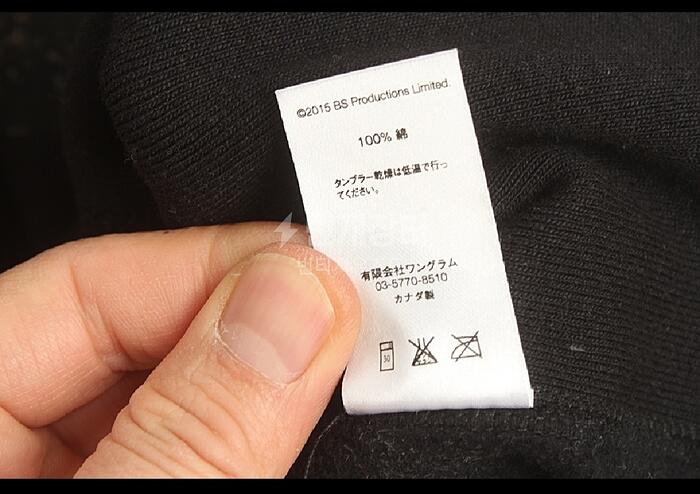 ©2015 BS Productions Limited.
100% 綿
タンブラー乾燥は低温で行っ
てください。
有限会社ワングラム
03-5770-8510
カナダ製
30